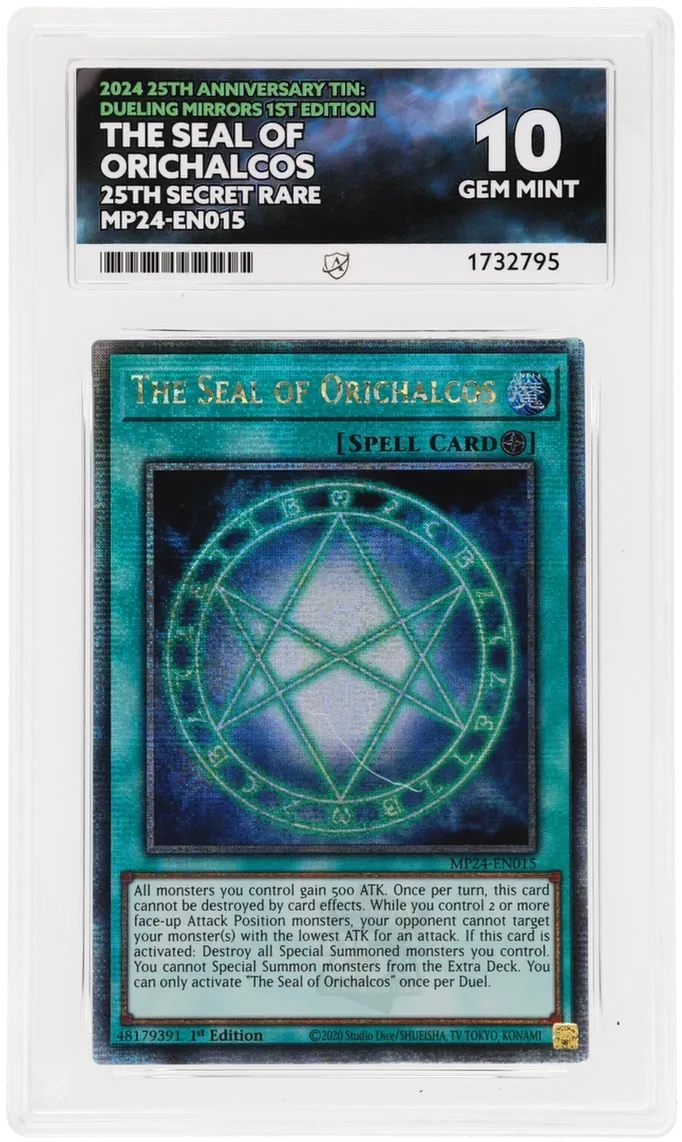 2024 25TH ANNIVERSARY TIN:
DUELING MIRRORS 1ST EDITION
THE SEAL OF
ORICHALCOS
25TH SECRET RARE
MP24-EN015
10
GEM MINT
A
1732795
THE SEAL OF ORICHALCOS
魔
[SPELL CARD]
MP24-EN015
All monsters you control gain 500 ATK. Once per turn, this card
cannot be destroyed by card effects. While you control 2 or more
face-up Attack Position monsters, your opponent cannot target
your monster(s) with the lowest ATK for an attack. If this card is
activated: Destroy all Special Summoned monsters you control.
You cannot Special Summon monsters from the Extra Deck. You
can only activate "The Seal of Orichalcos" once per Duel.
48179391 1st Edition
©2020 Studio Dice/SHUEISHA, TV TOKYO, KONAMI